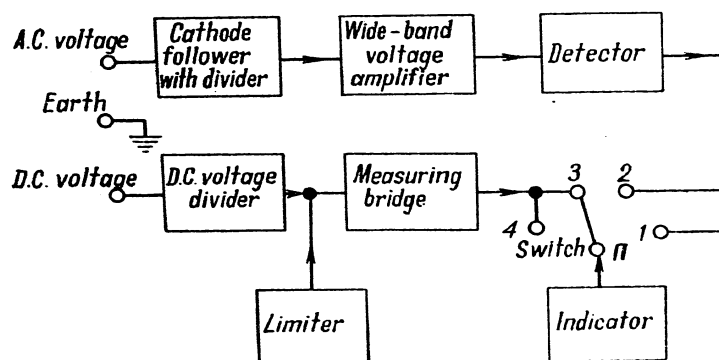 A.C. voltage
Cathode
follower
with divider
Wide-band
voltage
amplifier
Detector
Earth
D.C. voltage
D.C. voltage
divider
Measuring
bridge
3
2
4
1
Switch
П
Limiter
Indicator